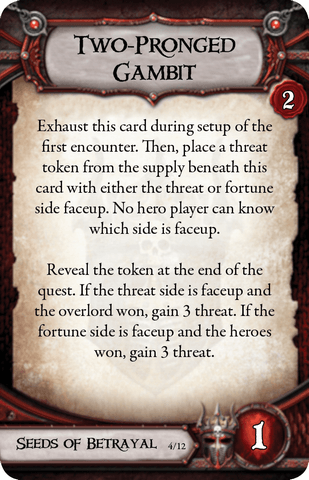 Two-Pronged
Gambit
2
Exhaust this card during setup of the
first encounter. Then, place a threat
token from the supply beneath this
card with either the threat or fortune
side faceup. No hero player can know
which side is faceup.
Reveal the token at the end of the
quest. If the threat side is faceup and
the overlord won, gain 3 threat. If the
fortune side is faceup and the heroes
won, gain 3 threat.
Seeds of Betrayal 4/12
1